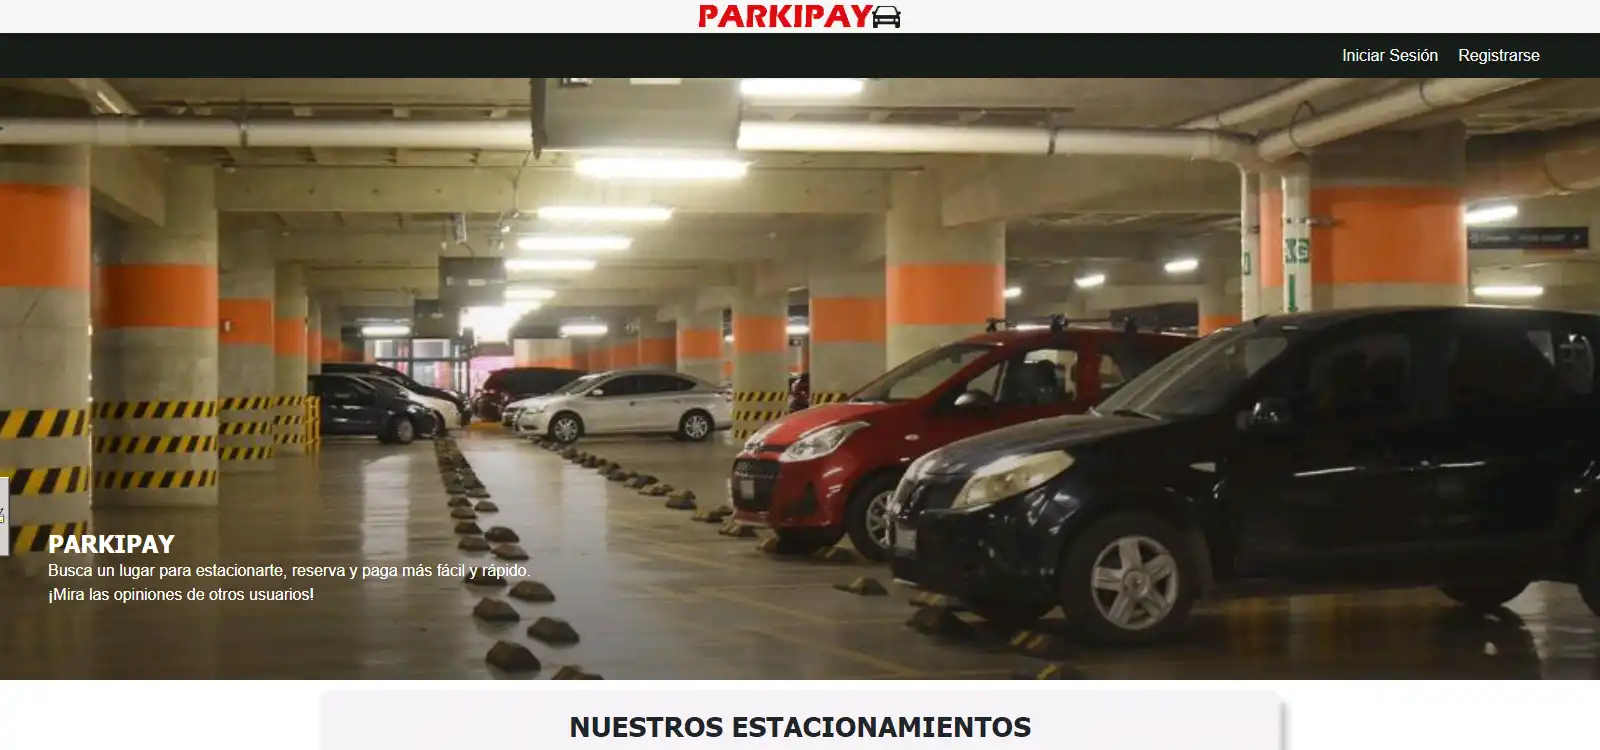 PARKIPAY
Iniciar Sesión Registrarse
PARKIPAY
Busca un lugar para estacionarte, reserva y paga más fácil y rápido.
¡Mira las opiniones de otros usuarios!
NUESTROS ESTACIONAMIENTOS